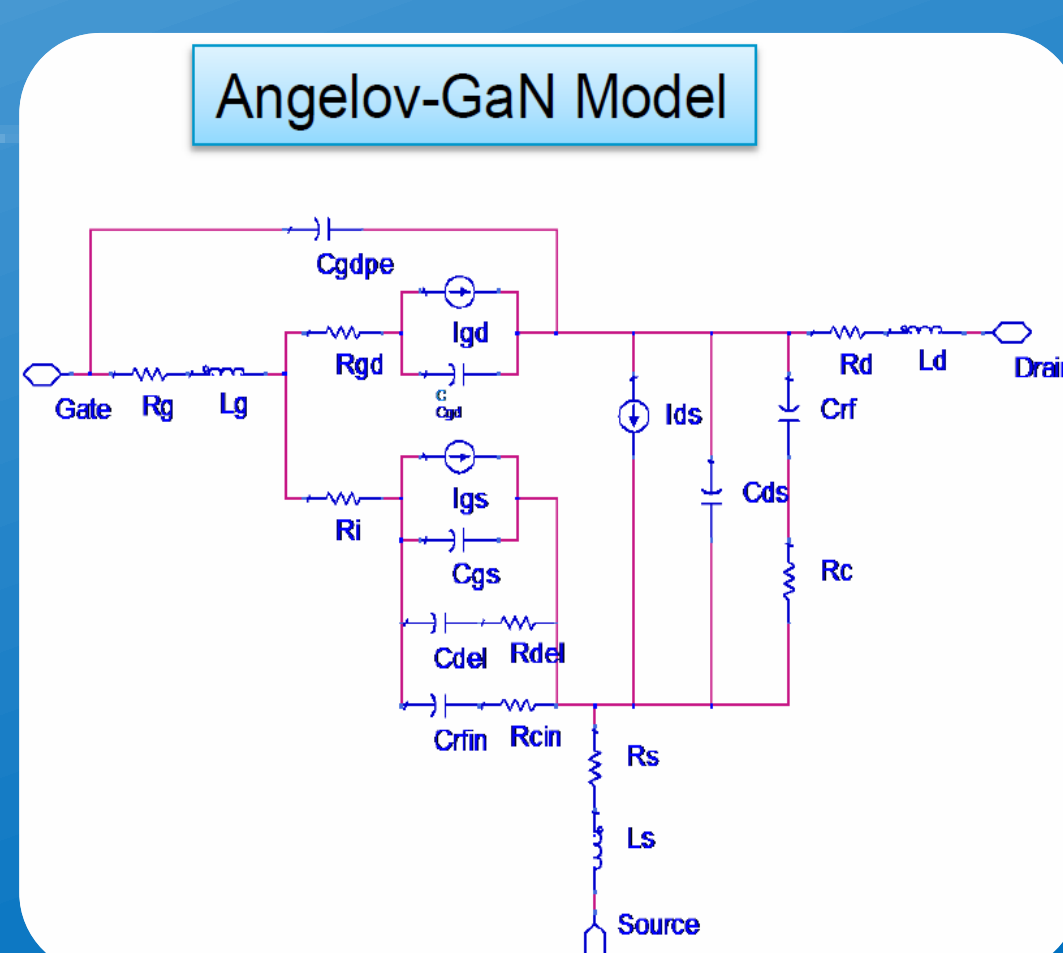 Angelov-GaN Model
Cgdpe
Igd
Rgd
C
Cgd
Gate
Rg
Lg
Rd
Ld
Drain
Ids
Crf
Igs
Cds
Ri
Cgs
Rc
Cdel
Rdel
Crfin
Rcin
Rs
Ls
Source